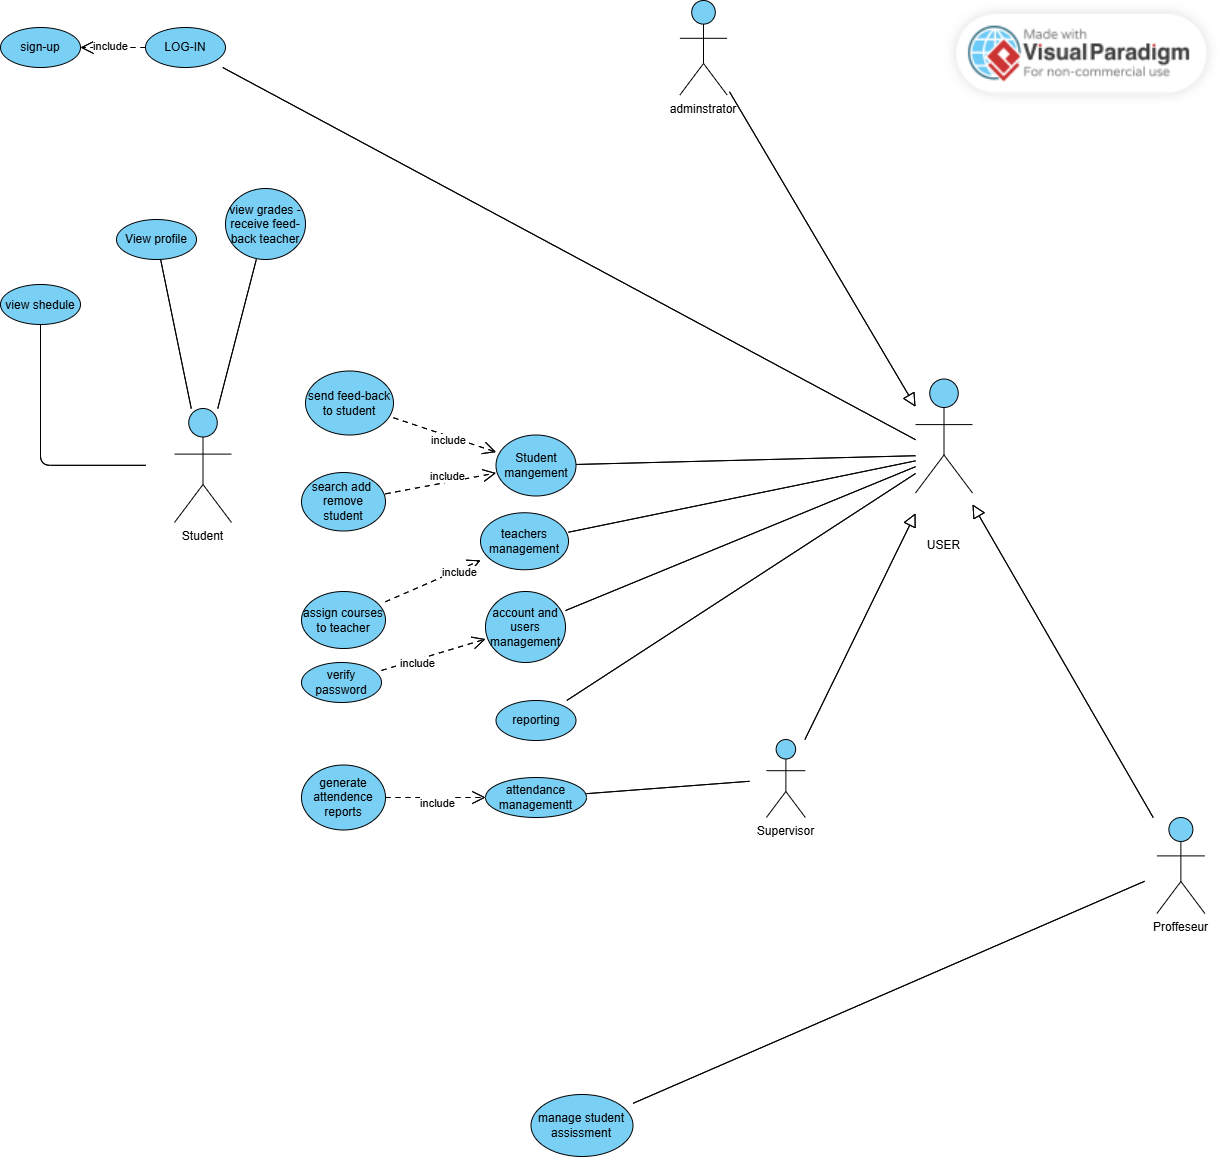 sign-up
include
LOG-IN
adminstrator
Made with
Visual Paradigm
For non-commercial use
view grades -
receive feed-
back teacher
View profile
view shedule
Student
send feed-back
to student
include
Student
mangement
search add
remove
student
include
teachers
management
USER
include
assign courses
to teacher
account and
users
management
include
verify
password
reporting
generate
attendence
reports
include
attendance
managementt
Supervisor
Proffeseur
manage student
assissment